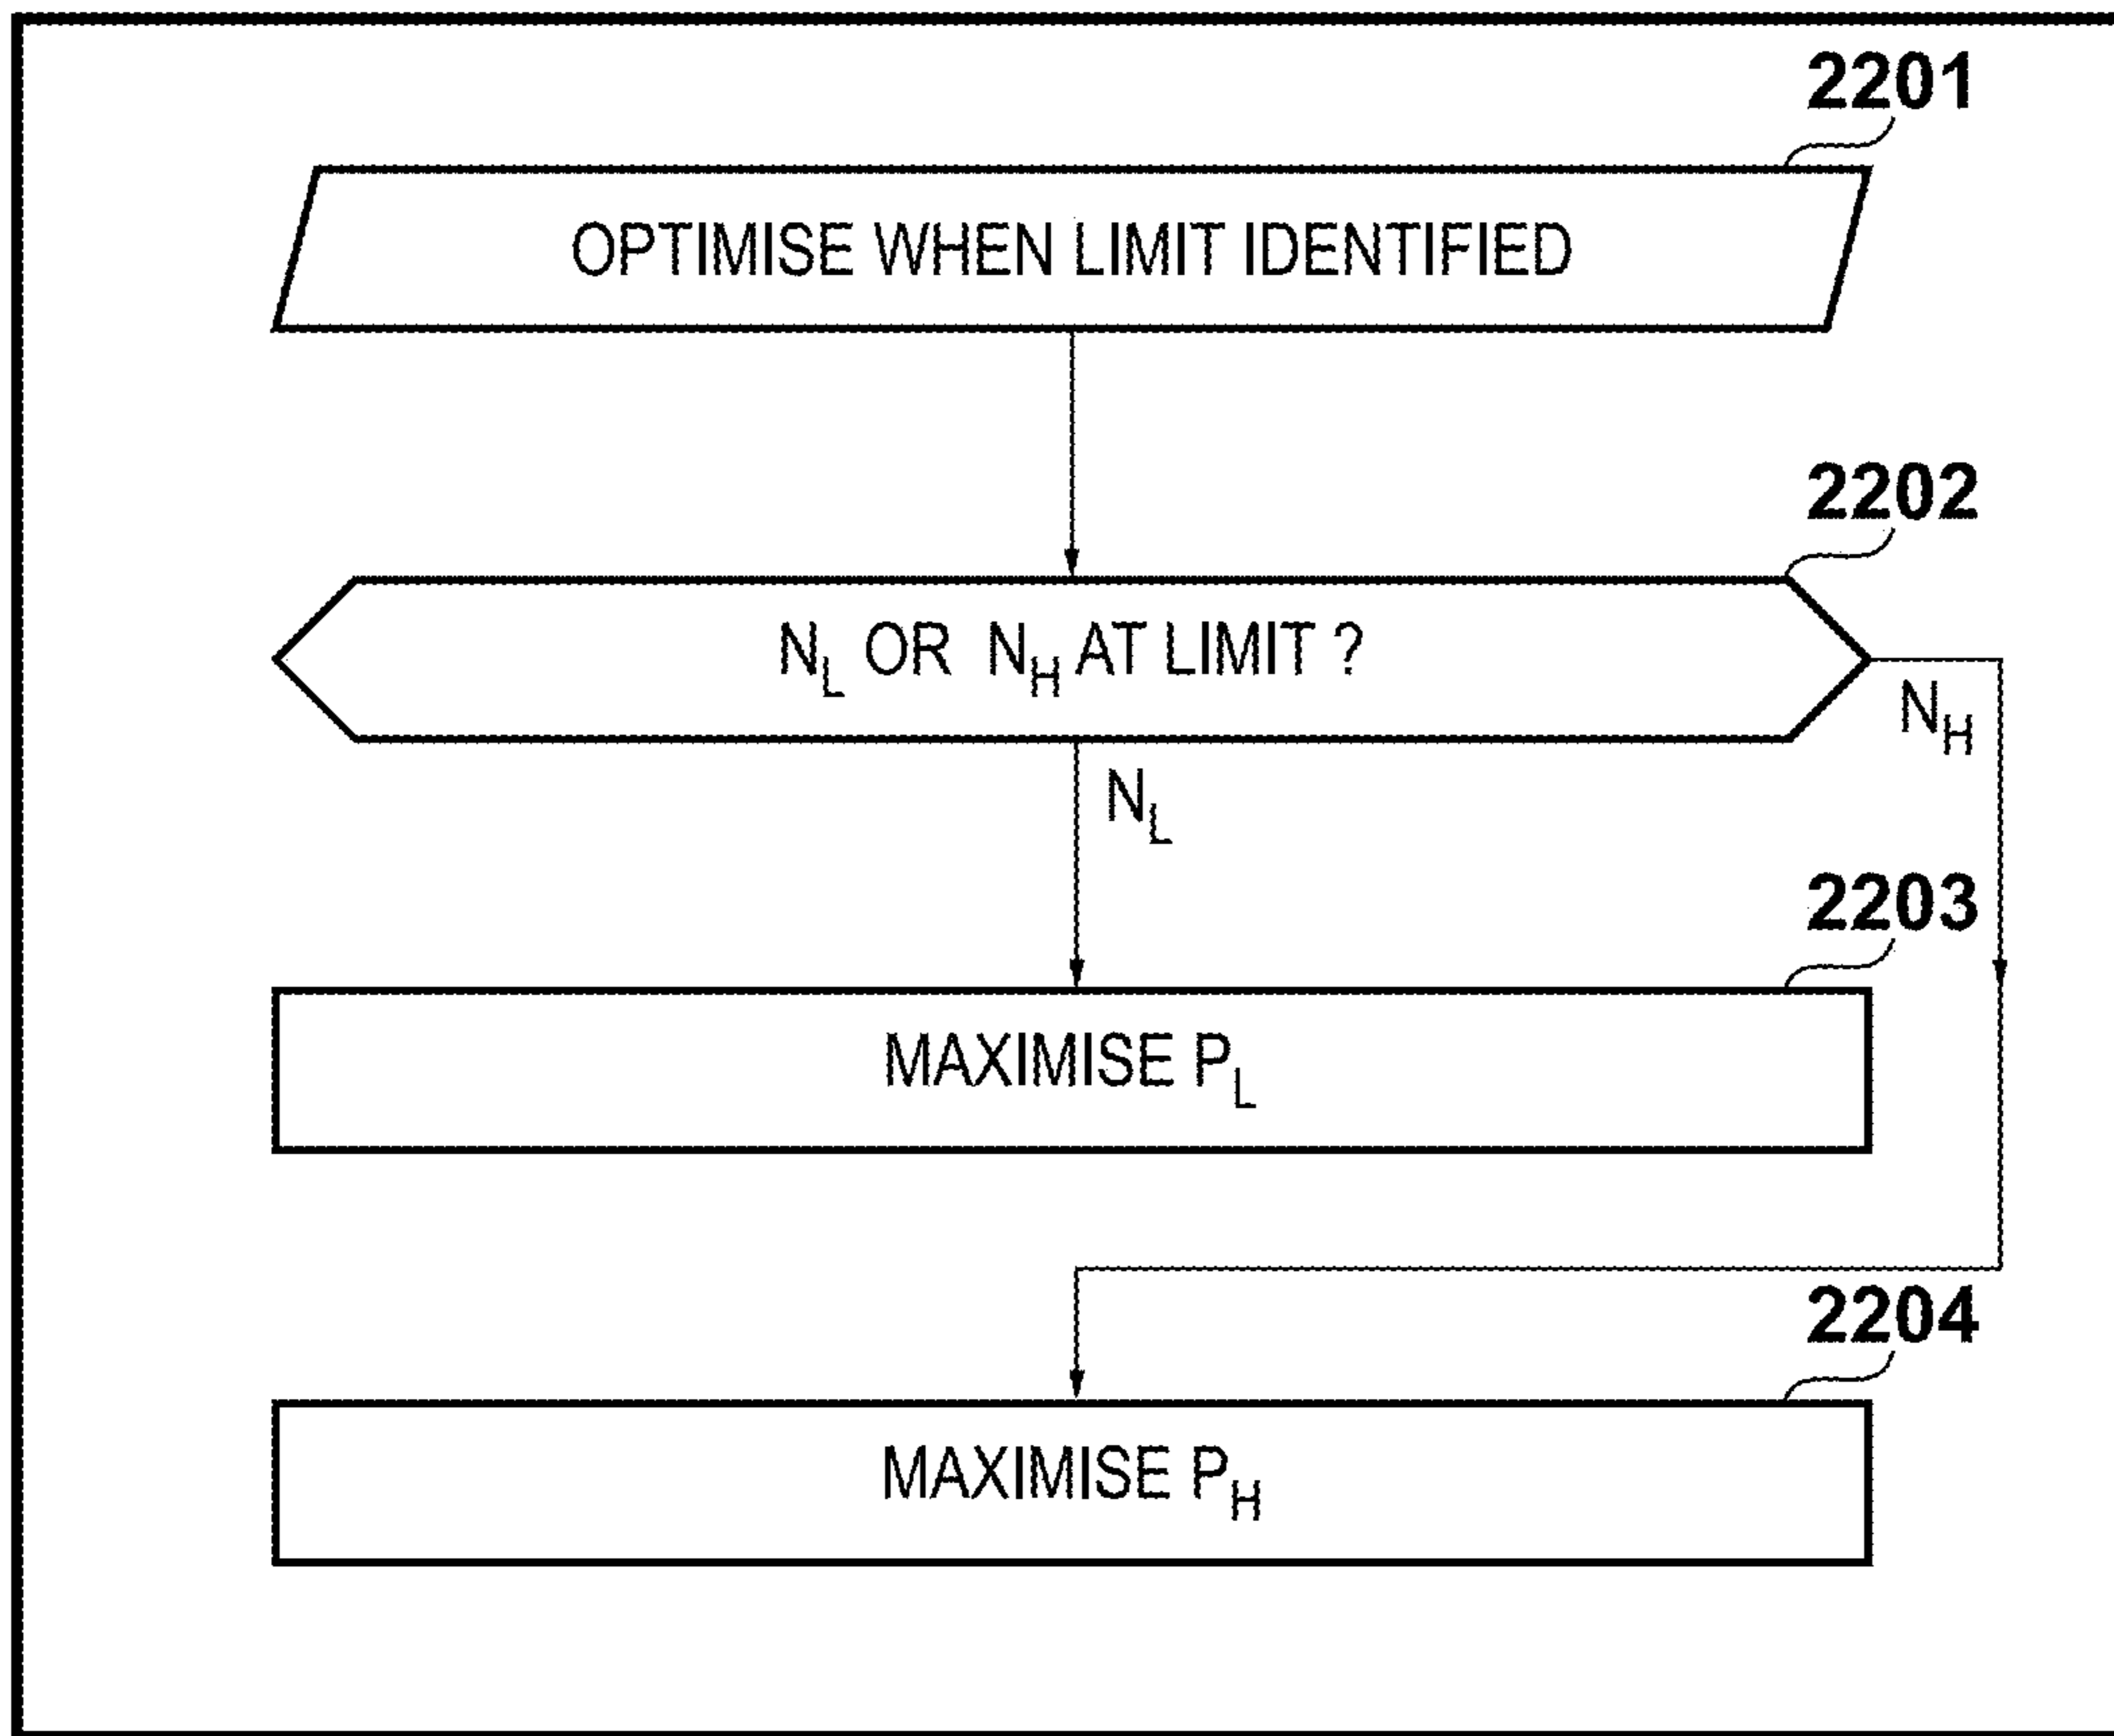 2201
OPTIMISE WHEN LIMIT IDENTIFIED
2202
N_L OR N_H AT LIMIT ?
N_H
N_L
2203
MAXIMISE P_L
2204
MAXIMISE P_H